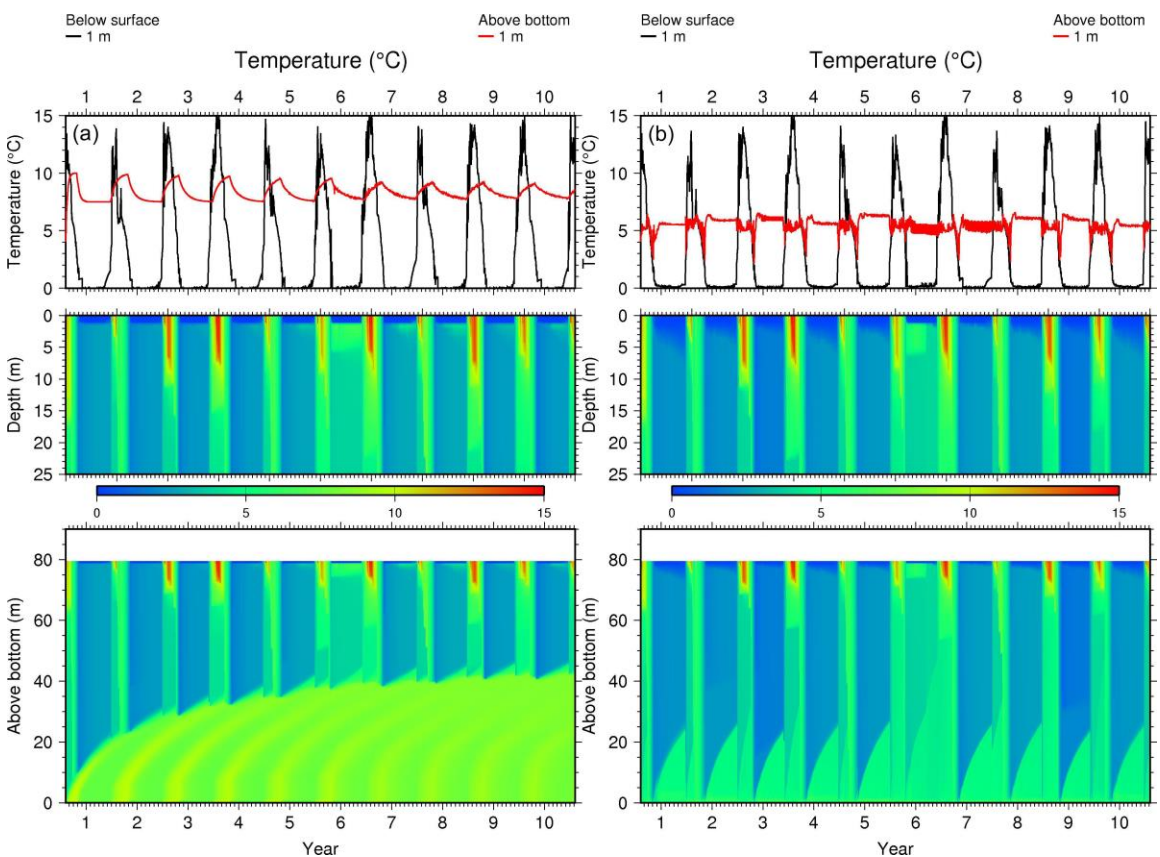 Below surface
— 1 m
Above bottom
— 1 m
Temperature (°C)
1 2 3 4 5 6 7 8 9 10
(a)
Temperature (°C)
15
10
5
0
Depth (m)
0
5
10
15
20
25
0 5 10 15
Above bottom (m)
80
60
40
20
0
1 2 3 4 5 6 7 8 9 10
Year
Below surface
— 1 m
Above bottom
— 1 m
Temperature (°C)
1 2 3 4 5 6 7 8 9 10
(b)
Temperature (°C)
15
10
5
0
Depth (m)
0
5
10
15
20
25
0 5 10 15
Above bottom (m)
80
60
40
20
0
1 2 3 4 5 6 7 8 9 10
Year